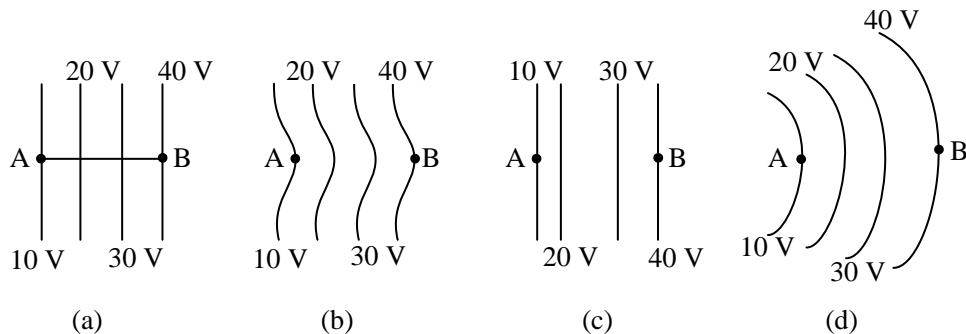 40 V
20 V 40 V 20 V 40 V 10 V 30 V 20 V
A B A B A B A B
10 V 30 V 10 V 30 V 20 V 40 V 10 V 30 V
(a) (b) (c) (d)